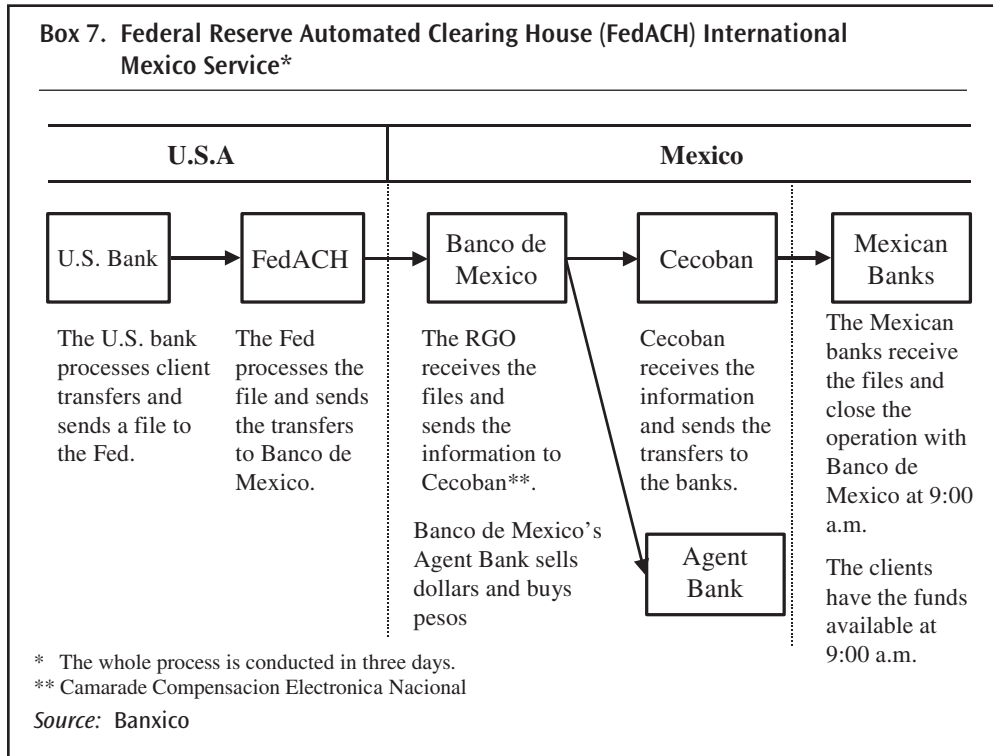 Box 7. Federal Reserve Automated Clearing House (FedACH) International
Mexico Service*
U.S.A
Mexico
U.S. Bank
FedACH
Banco de
Mexico
Cecoban
Mexican
Banks
The U.S. bank
processes client
transfers and
sends a file to
the Fed.
The Fed
processes the
file and sends
the transfers
to Banco de
Mexico.
The RGO
receives the
files and
sends the
information to
Cecoban**.
Banco de Mexico's
Agent Bank sells
dollars and buys
pesos
Cecoban
receives the
information
and sends the
transfers to
the banks.
Agent
Bank
The Mexican
banks receive
the files and
close the
operation with
Banco de
Mexico at 9:00
a.m.
The clients
have the funds
available at
9:00 a.m.
* The whole process is conducted in three days.
** Camarade Compensacion Electronica Nacional
Source: Banxico